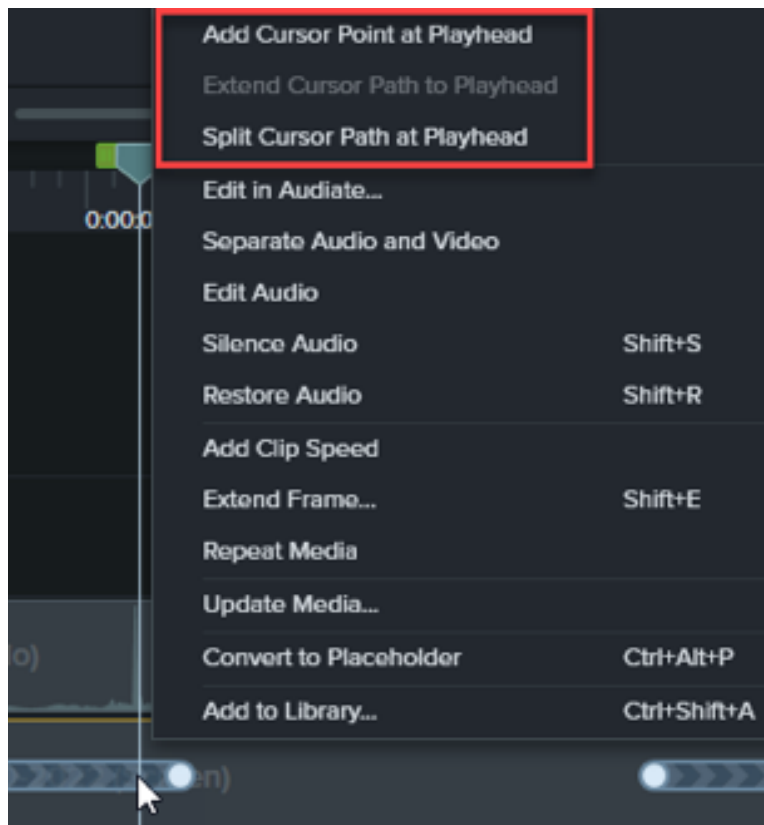 Add Cursor Point at Playhead
Extend Cursor Path to Playhead
Split Cursor Path at Playhead
0:00:0
Edit in Audiate...
Separate Audio and Video
Edit Audio
Silence Audio Shift+S
Restore Audio Shift+R
Add Clip Speed
Extend Frame... Shift+E
Repeat Media
Update Media...
Convert to Placeholder Ctrl+Alt+P
Add to Library... Ctrl+Shift+A